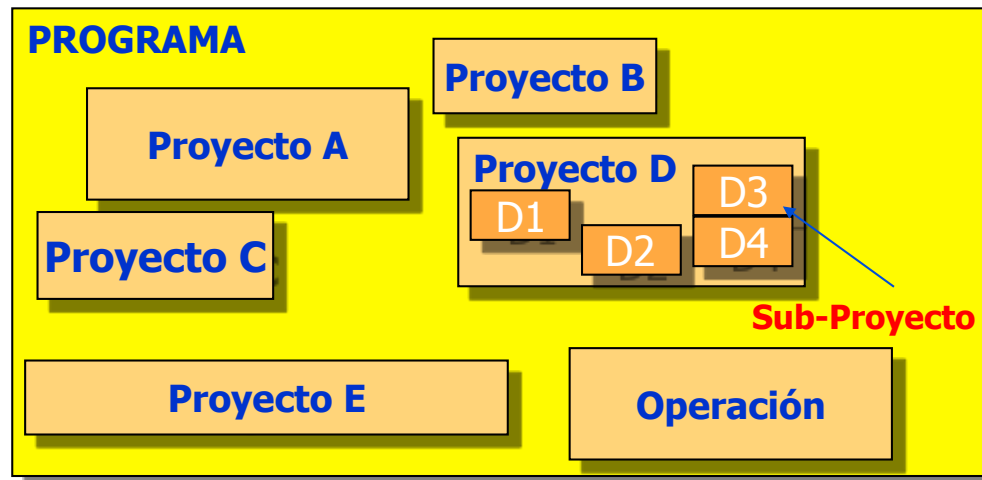 PROGRAMA
Proyecto B
Proyecto A
Proyecto D
D3
D1
D2
D4
Proyecto C
Sub-Proyecto
Proyecto E
Operación